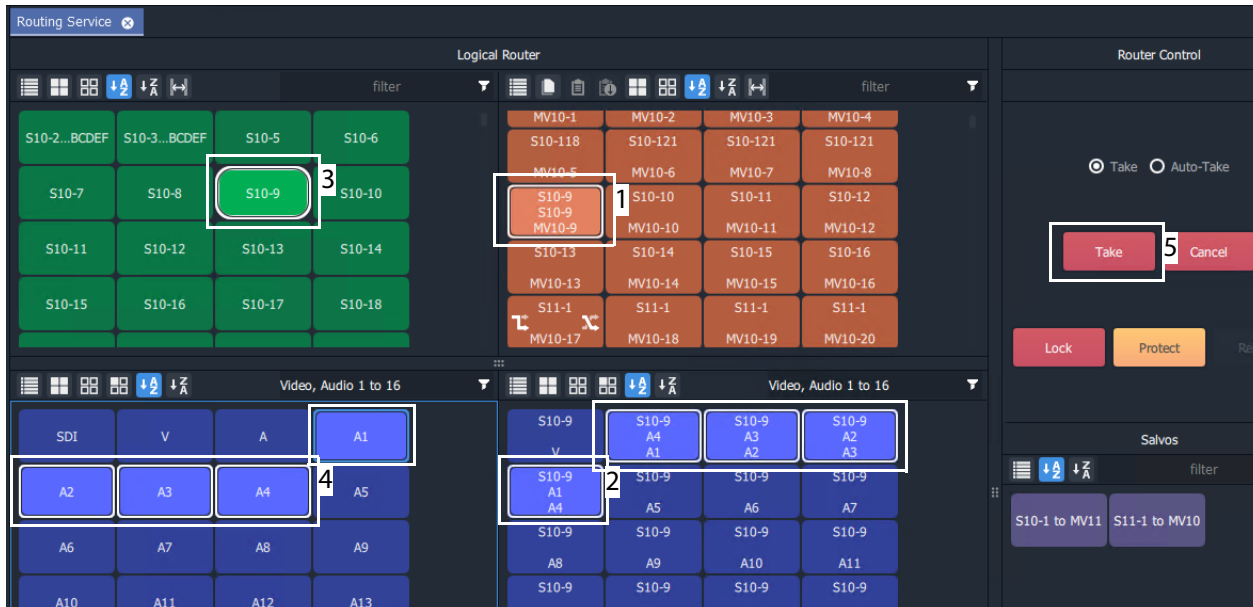 Routing Service
Logical Router
Router Control
filter
filter
S10-2...BCDEF S10-3...BCDEF S10-5 S10-6
S10-7 S10-8 S10-9 S10-10
S10-11 S10-12 S10-13 S10-14
S10-15 S10-16 S10-17 S10-18
3
MV10-1 MV10-2 MV10-3 MV10-4
S10-118 S10-121 S10-121 S10-121
MV10-5 MV10-6 MV10-7 MV10-8
S10-9 S10-10 S10-11 S10-12
S10-9
MV10-9 MV10-10 MV10-11 MV10-12
1
S10-13 S10-14 S10-15 S10-16
MV10-13 MV10-14 MV10-15 MV10-16
S11-1 S11-1 S11-1 S11-1
MV10-17 MV10-18 MV10-19 MV10-20
Take Auto-Take
Take 5 Cancel
Lock Protect Re
Video, Audio 1 to 16
SDI V A A1
A2 A3 A4 A5
4
A6 A7 A8 A9
A10 A11 A12 A13
Video, Audio 1 to 16
S10-9 S10-9 S10-9 S10-9
A4 A3 A2
V A1 A2 A3
S10-9 S10-9 S10-9 S10-9
A1
A4 A5 A6 A7
2
S10-9 S10-9 S10-9 S10-9
A8 A9 A10 A11
S10-9 S10-9 S10-9 S10-9
Salvos
filter
S10-1 to MV11 S11-1 to MV10